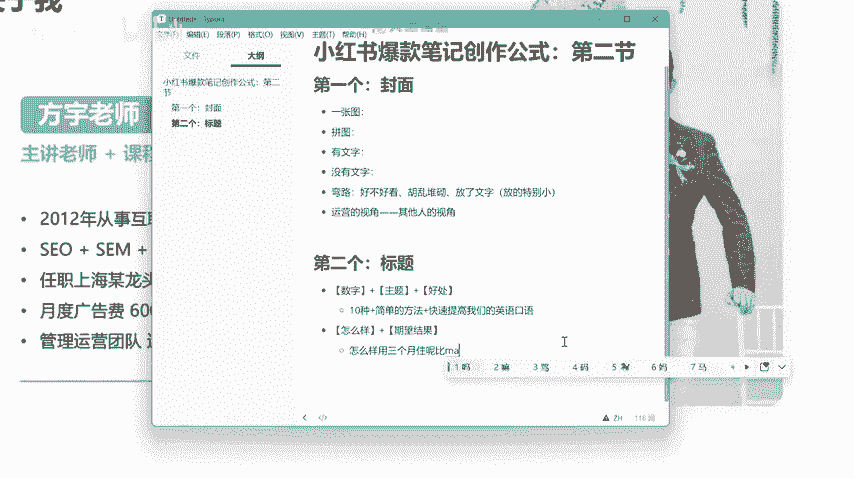 Untitled - Typora
文件(F) 编辑(E) 段落(P) 格式(O) 视图(V) 主题(T) 帮助(H)
文件 大纲
小红书爆款笔记创作公式：第二节
第一个：封面
第二个：标题
小红书爆款笔记创作公式：第二节
第一个：封面
一张图：
拼图：
有文字：
没有文字：
弯路：好不好看、胡乱堆砌、放了文字（放的特别小）
运营的视角——其他人的视角
第二个：标题
【数字】+【主题】+【好处】
10种+简单的方法+快速提高我们的英语口语
【怎么样】+【期望结果】
怎么样用三个月住呢比ma
1 吗 2 嘛 3 骂 4 码 5 6 妈 7 马
ZH 118 词
方宇老师
主讲老师 + 课程
2012年从事互联
SEO + SEM +
任职上海某龙头
月度广告费 600
管理运营团队